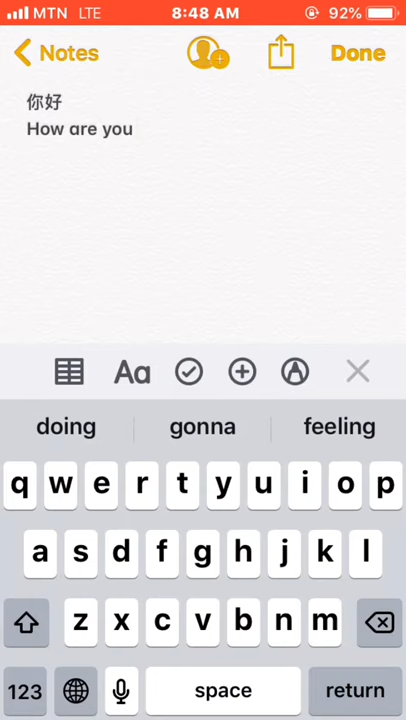 MTN LTE 8:48 AM 92%
Notes Done
你好
How are you
Aa
doing gonna feeling
q w e r t y u i o p
a s d f g h j k l
z x c v b n m
123 space return